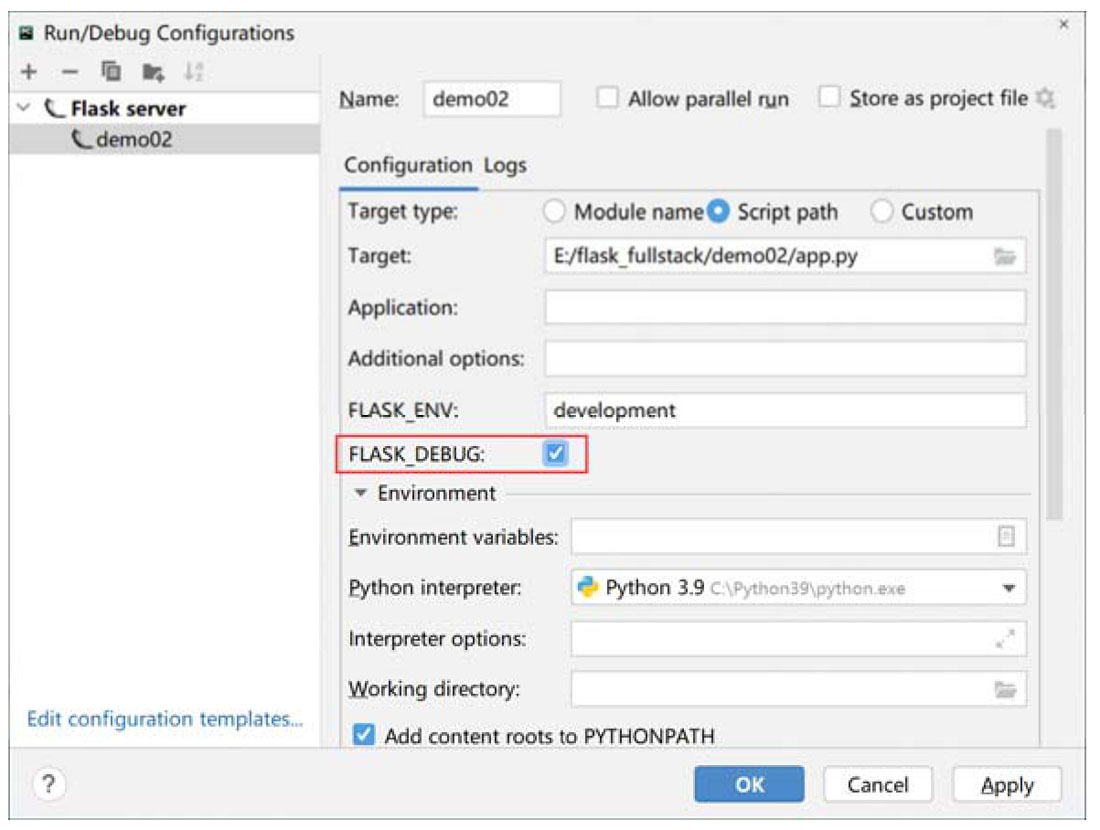 Run/Debug Configurations
Flask server
demo02
Edit configuration templates...
Name: demo02 Allow parallel run Store as project file
Configuration Logs
Target type: Module name Script path Custom
Target: E:/flask_fullstack/demo02/app.py
Application:
Additional options:
FLASK_ENV: development
FLASK_DEBUG:
Environment
Environment variables:
Python interpreter: Python 3.9 C:\Python39\python.exe
Interpreter options:
Working directory:
Add content roots to PYTHONPATH
? OK Cancel Apply